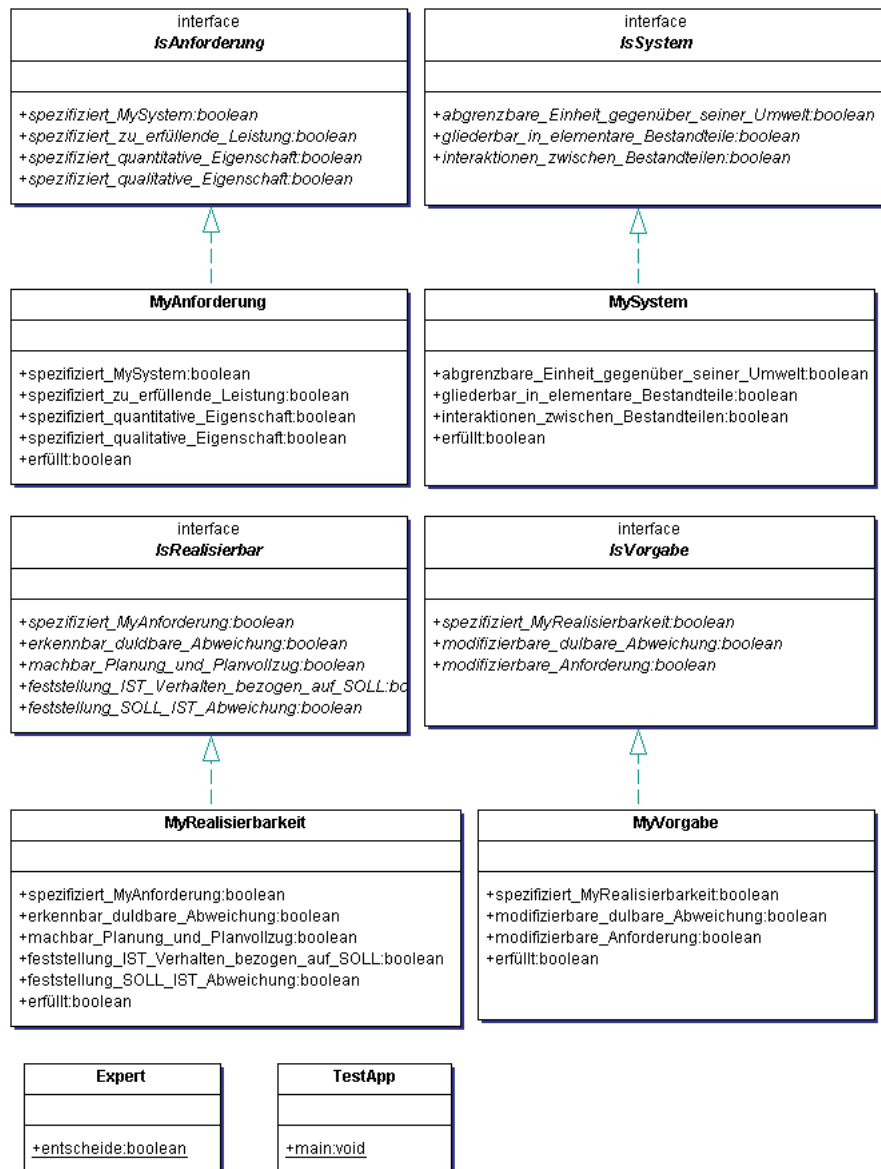 interface
IsAnforderung
+spezifiziert_MySystem:boolean
+spezifiziert_zu_erfüllende_Leistung:boolean
+spezifiziert_quantitative_Eigenschaft:boolean
+spezifiziert_qualitative_Eigenschaft:boolean
interface
IsSystem
+abgrenzbare_Einheit_gegenüber_seiner_Umwelt:boolean
+gliederbar_in_elementare_Bestandteile:boolean
+interaktionen_zwischen_Bestandteilen:boolean
MyAnforderung
+spezifiziert_MySystem:boolean
+spezifiziert_zu_erfüllende_Leistung:boolean
+spezifiziert_quantitative_Eigenschaft:boolean
+spezifiziert_qualitative_Eigenschaft:boolean
+erfüllt:boolean
MySystem
+abgrenzbare_Einheit_gegenüber_seiner_Umwelt:boolean
+gliederbar_in_elementare_Bestandteile:boolean
+interaktionen_zwischen_Bestandteilen:boolean
+erfüllt:boolean
interface
IsRealisierbar
+spezifiziert_MyAnforderung:boolean
+erkennbar_duldbare_Abweichung:boolean
+machbar_Planung_und_Planvollzug:boolean
+feststellung_IST_Verhalten_bezogen_auf_SOLL:bo
+feststellung_SOLL_IST_Abweichung:boolean
interface
IsVorgabe
+spezifiziert_MyRealisierbarkeit:boolean
+modifizierbare_dulbare_Abweichung:boolean
+modifizierbare_Anforderung:boolean
MyRealisierbarkeit
+spezifiziert_MyAnforderung:boolean
+erkennbar_duldbare_Abweichung:boolean
+machbar_Planung_und_Planvollzug:boolean
+feststellung_IST_Verhalten_bezogen_auf_SOLL:boolean
+feststellung_SOLL_IST_Abweichung:boolean
+erfüllt:boolean
MyVorgabe
+spezifiziert_MyRealisierbarkeit:boolean
+modifizierbare_dulbare_Abweichung:boolean
+modifizierbare_Anforderung:boolean
+erfüllt:boolean
Expert
+entscheide:boolean
TestApp
+main:void